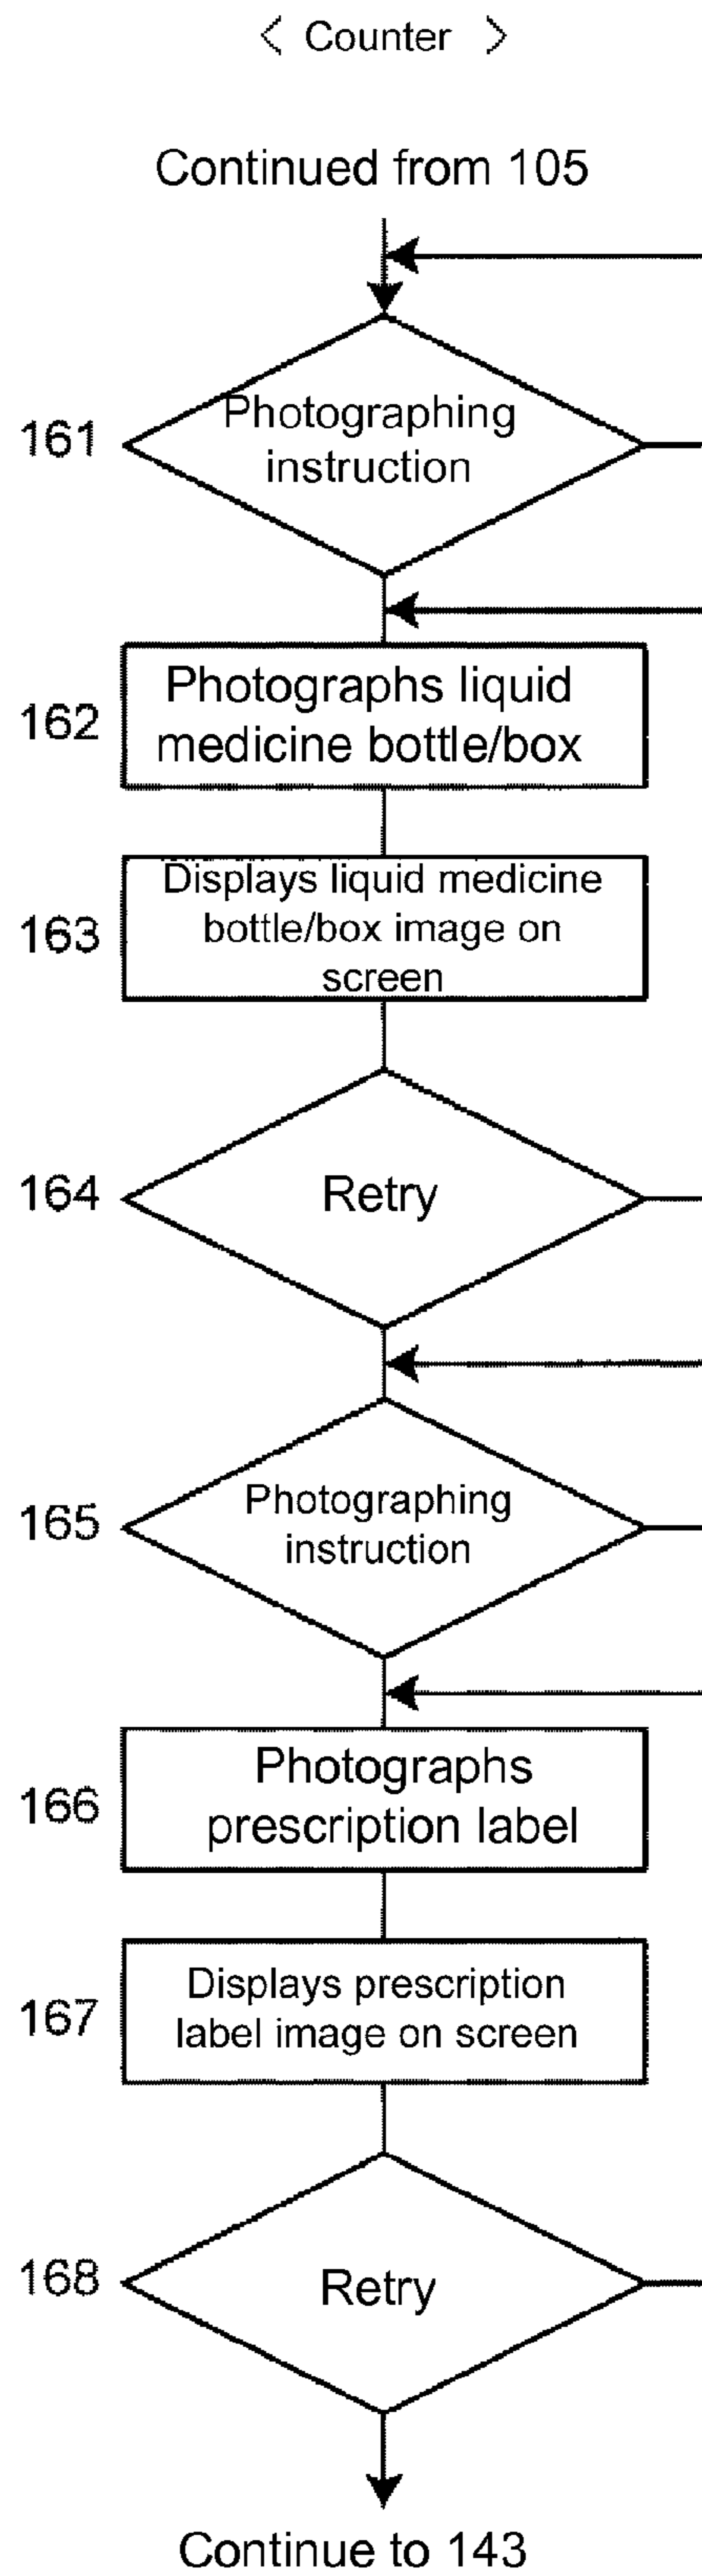 < Counter >
Continued from 105
161
Photographing
instruction
162
Photographs liquid
medicine bottle/box
163
Displays liquid medicine
bottle/box image on
screen
164
Retry
165
Photographing
instruction
166
Photographs
prescription label
167
Displays prescription
label image on screen
168
Retry
Continue to 143